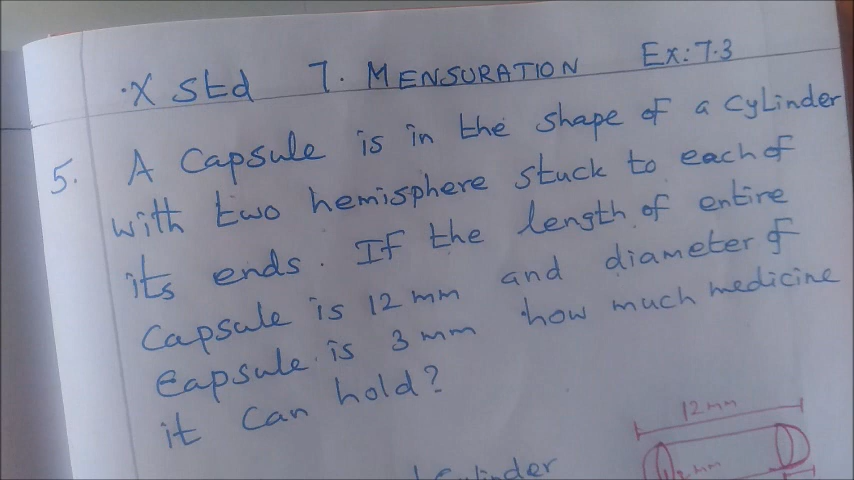 X Std 7. MENSURATION Ex: 7.3
5. A Capsule is in the shape of a cylinder
with two hemisphere stuck to each of
its ends. If the length of entire
Capsule is 12 mm and diameter of
Capsule is 3 mm how much medicine
it can hold?
12 mm
Cylinder
mm